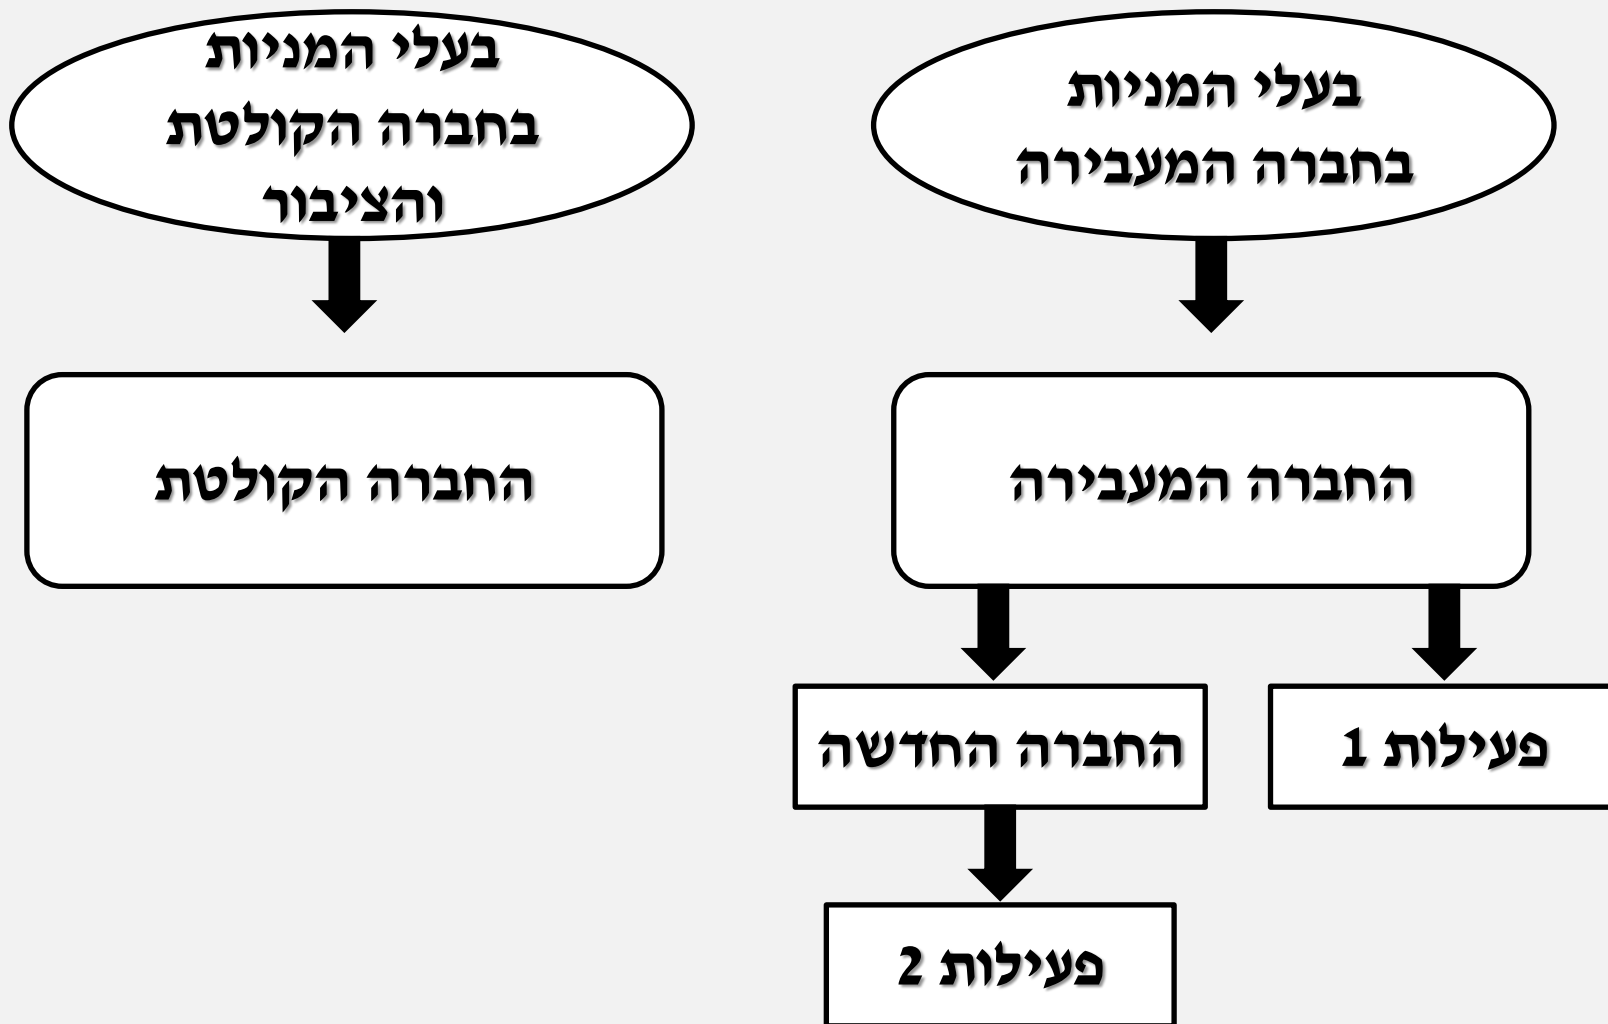 בעלי המניות
בחברה המעבירה
בעלי המניות
בחברה הקולטת
והציבור
החברה המעבירה
החברה הקולטת
פעילות 1
החברה החדשה
פעילות 2